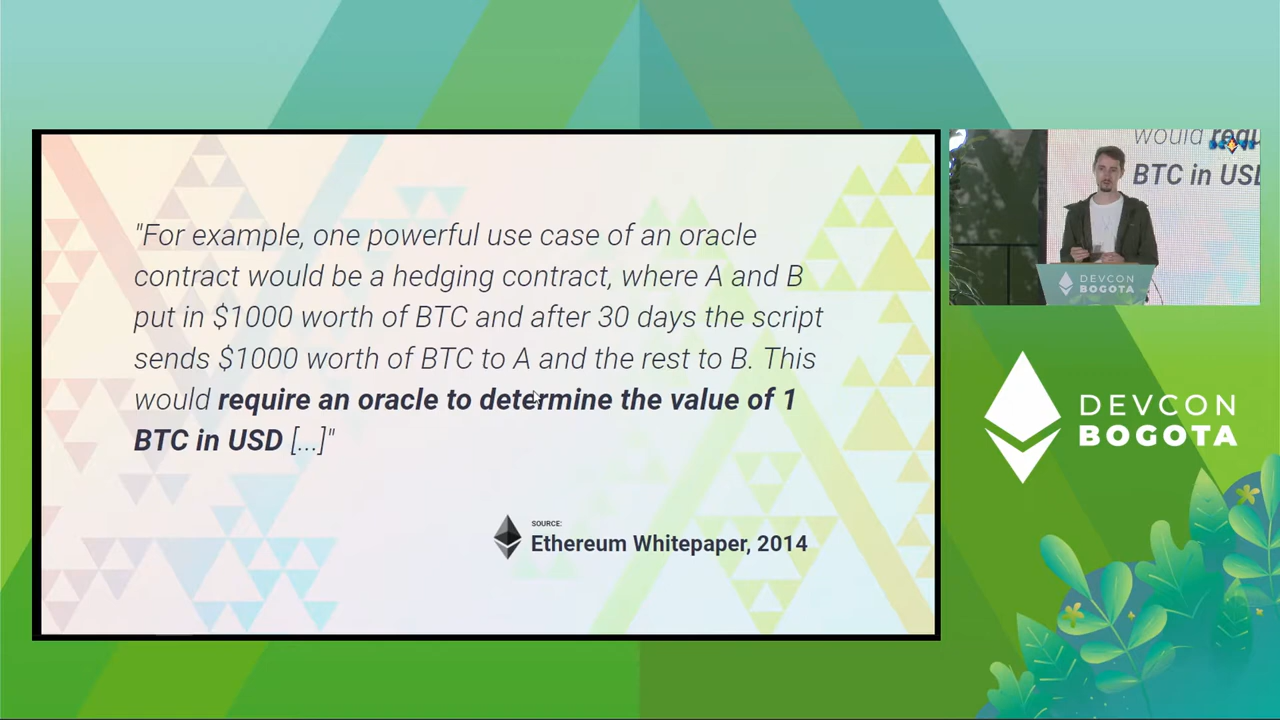 "For example, one powerful use case of an oracle
contract would be a hedging contract, where A and B
put in $1000 worth of BTC and after 30 days the script
sends $1000 worth of BTC to A and the rest to B. This
would require an oracle to determine the value of 1
BTC in USD [...]"
SOURCE:
Ethereum Whitepaper, 2014
would requ
BTC in USD
DEVCON
BOGOTA
DEVCON
BOGOTA